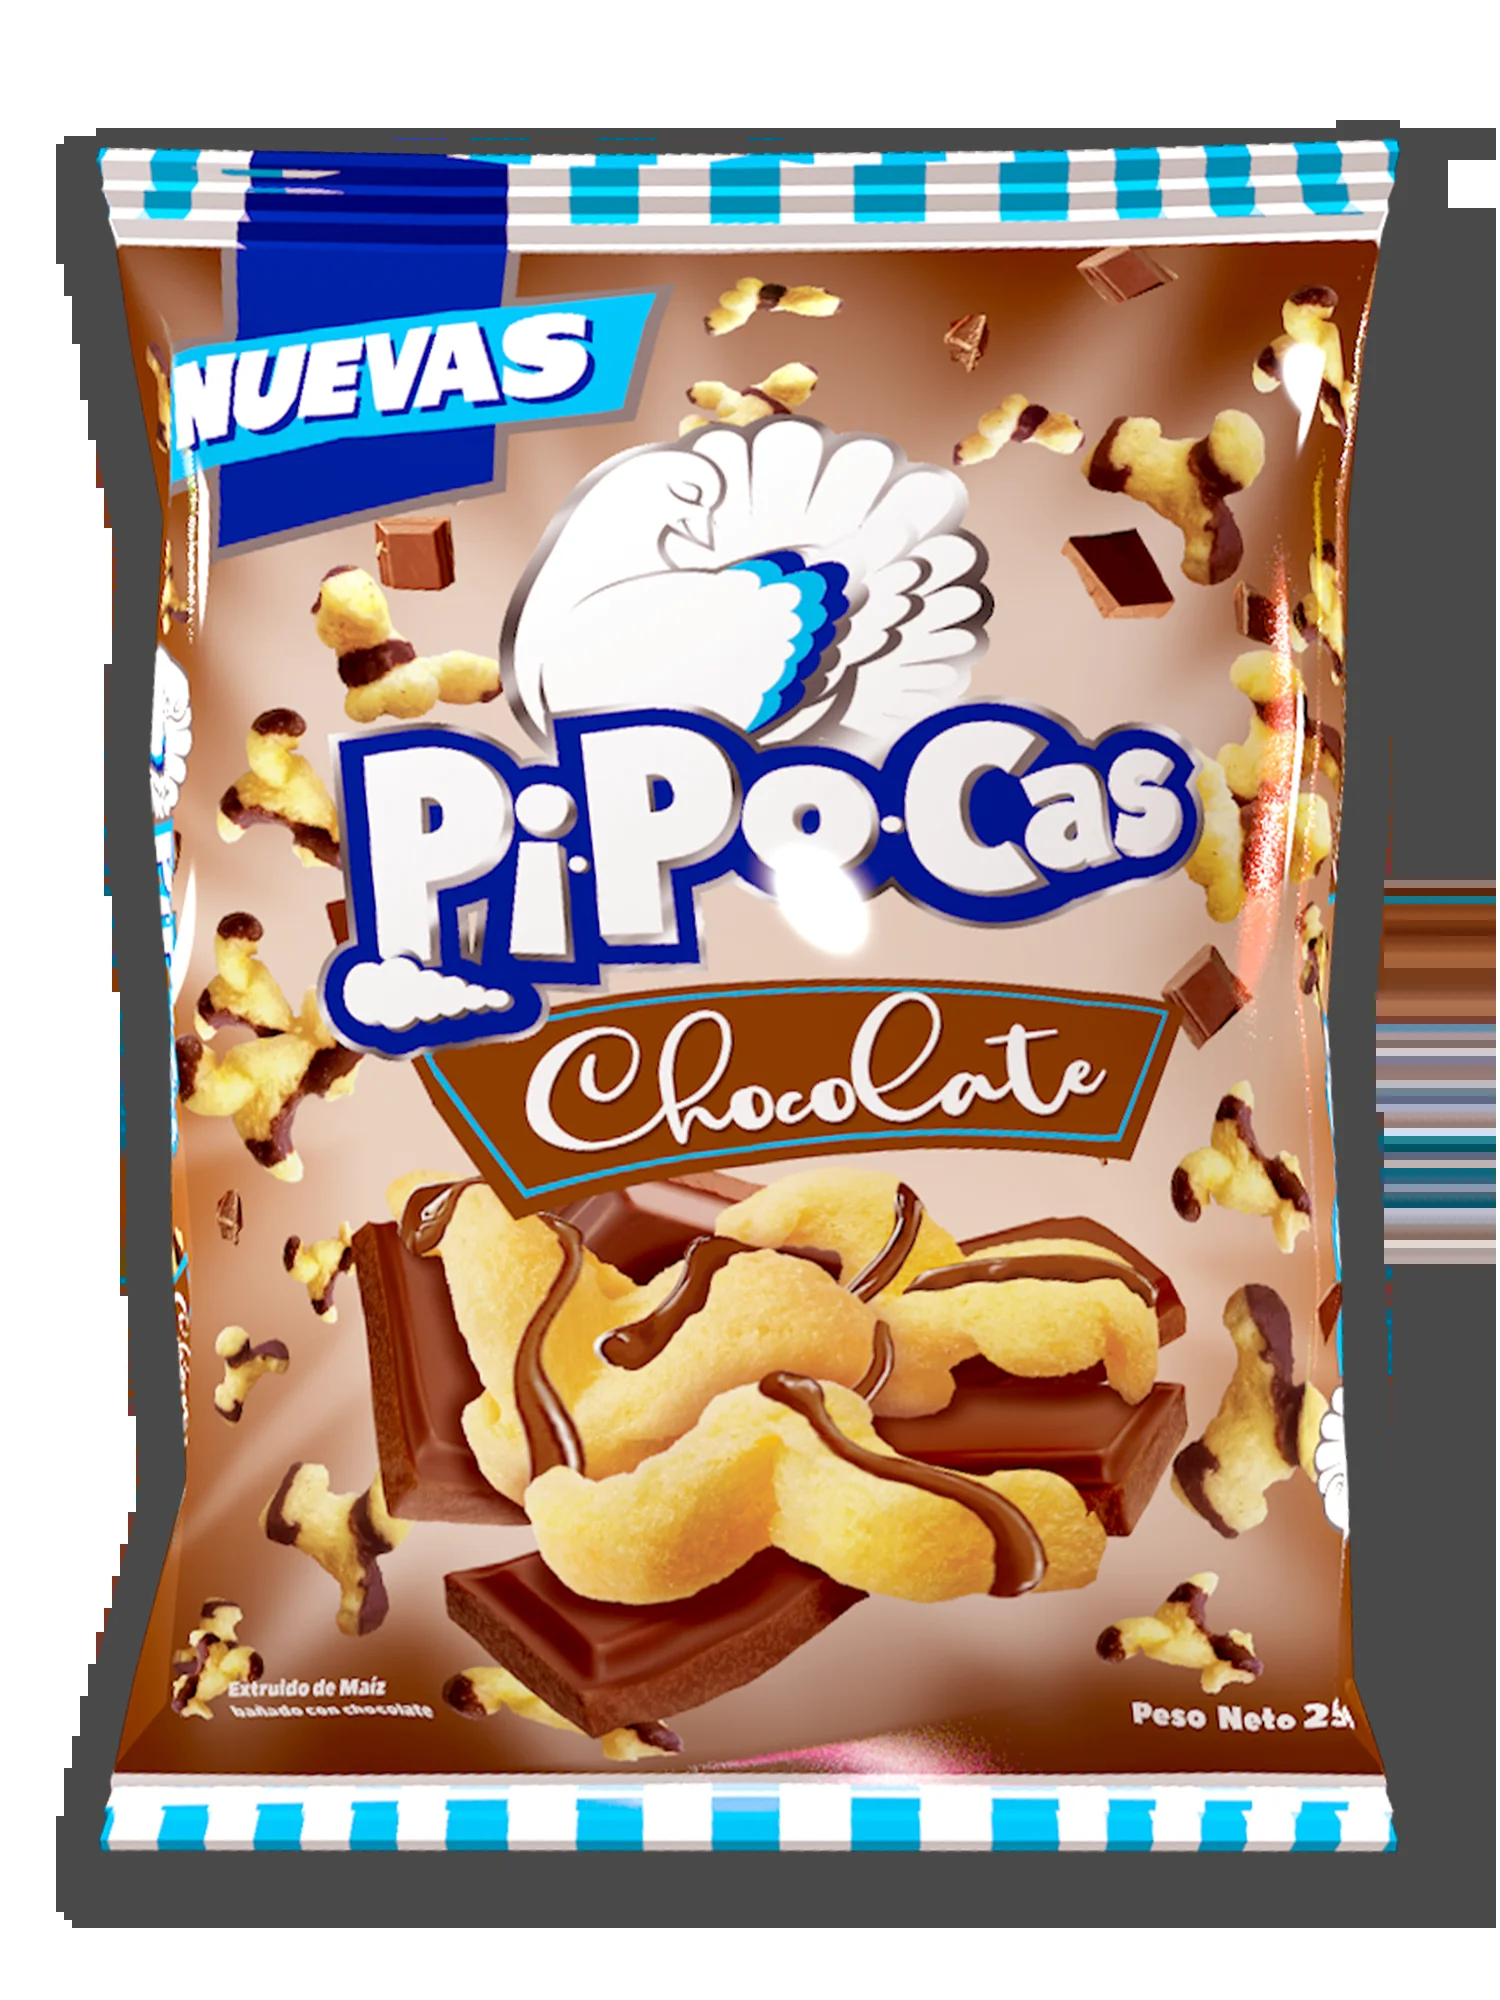 NUEVAS
Pi·Po·Cas
Chocolate
Extruido de Maíz
bañado con chocolate
Peso Neto